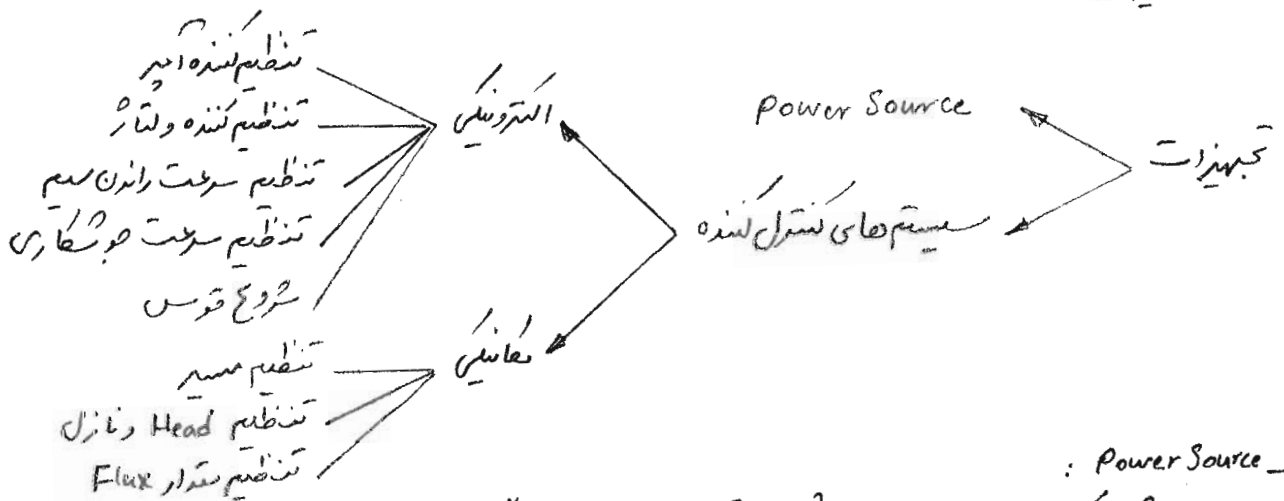 تجهیزات
Power Source
سیستم‌های کنترل کننده
الکترونیکی
تنظیم کننده آمپر
تنظیم کننده ولتاژ
تنظیم سرعت راندن سیم
تنظیم سرعت جوشکاری
شروع قوس
مکانیکی
تنظیم مسیر
تنظیم Head و نازل
تنظیم مقدار Flux
_ Power Source :